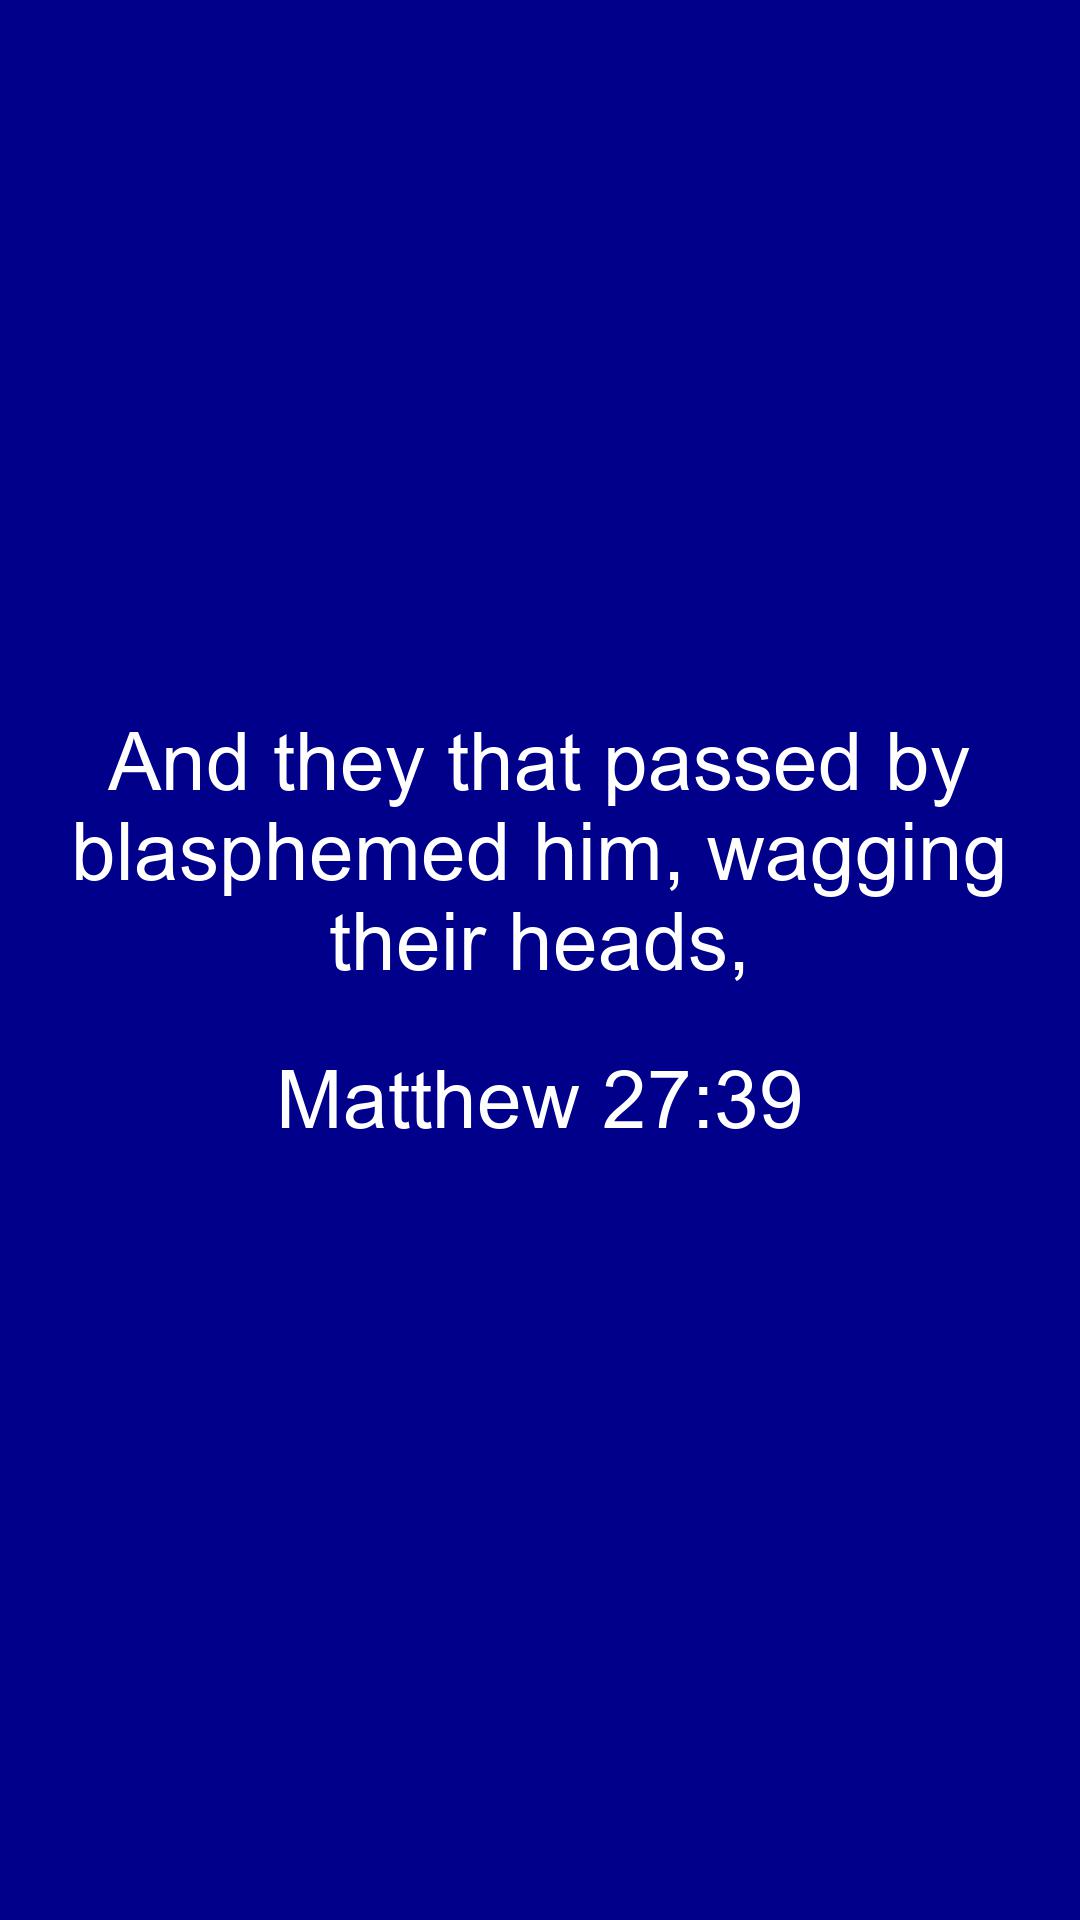 And they that passed by
blasphemed him, wagging
their heads,
Matthew 27:39